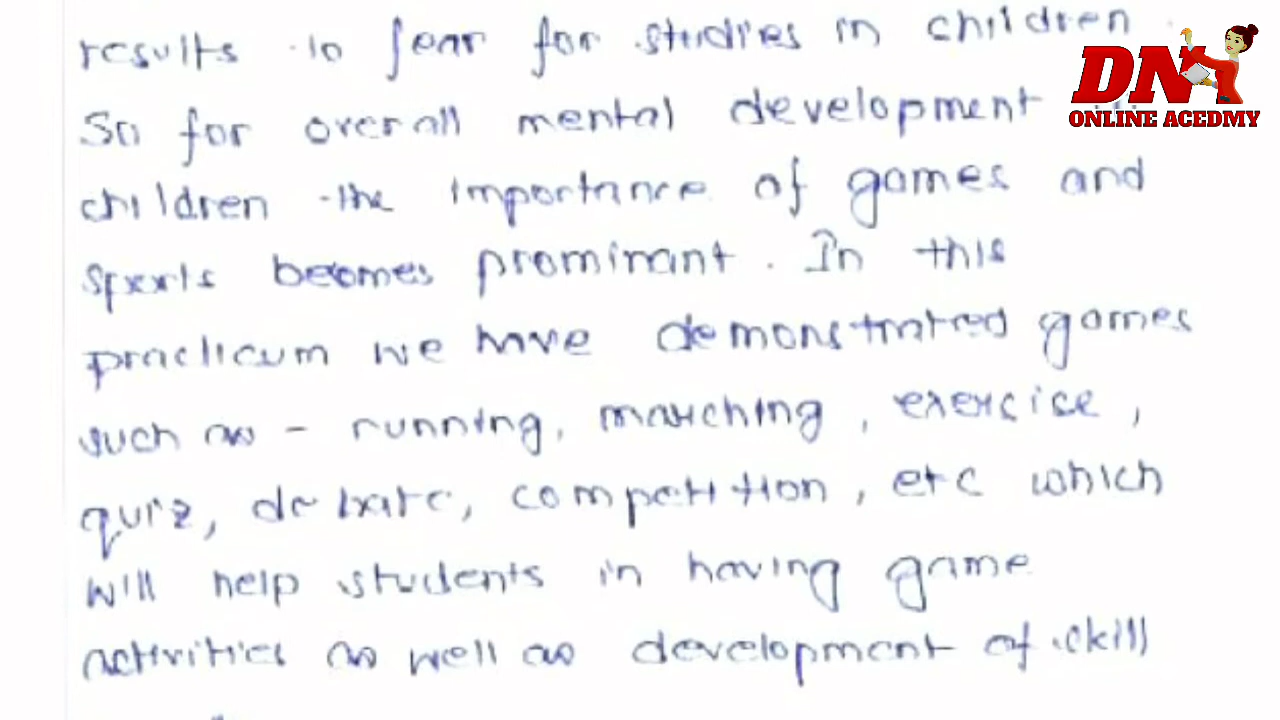 results to fear for studies in children
So for overall mental development in
children the importance of games and
sports becomes prominant. In this
practicum we have demonstrated games
such as - running, marching, exercise,
quiz, debate, competition, etc which
will help students in having game
activities as well as development of skill
DN
ONLINE ACEDMY